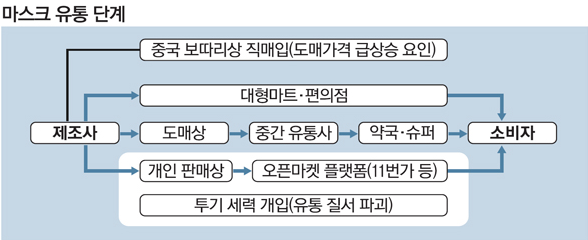 마스크 유통 단계
중국 보따리상 직매입(도매가격 급상승 요인)
대형마트·편의점
제조사
도매상
중간 유통사
약국·슈퍼
소비자
개인 판매상
오픈마켓 플랫폼(11번가 등)
투기 세력 개입(유통 질서 파괴)